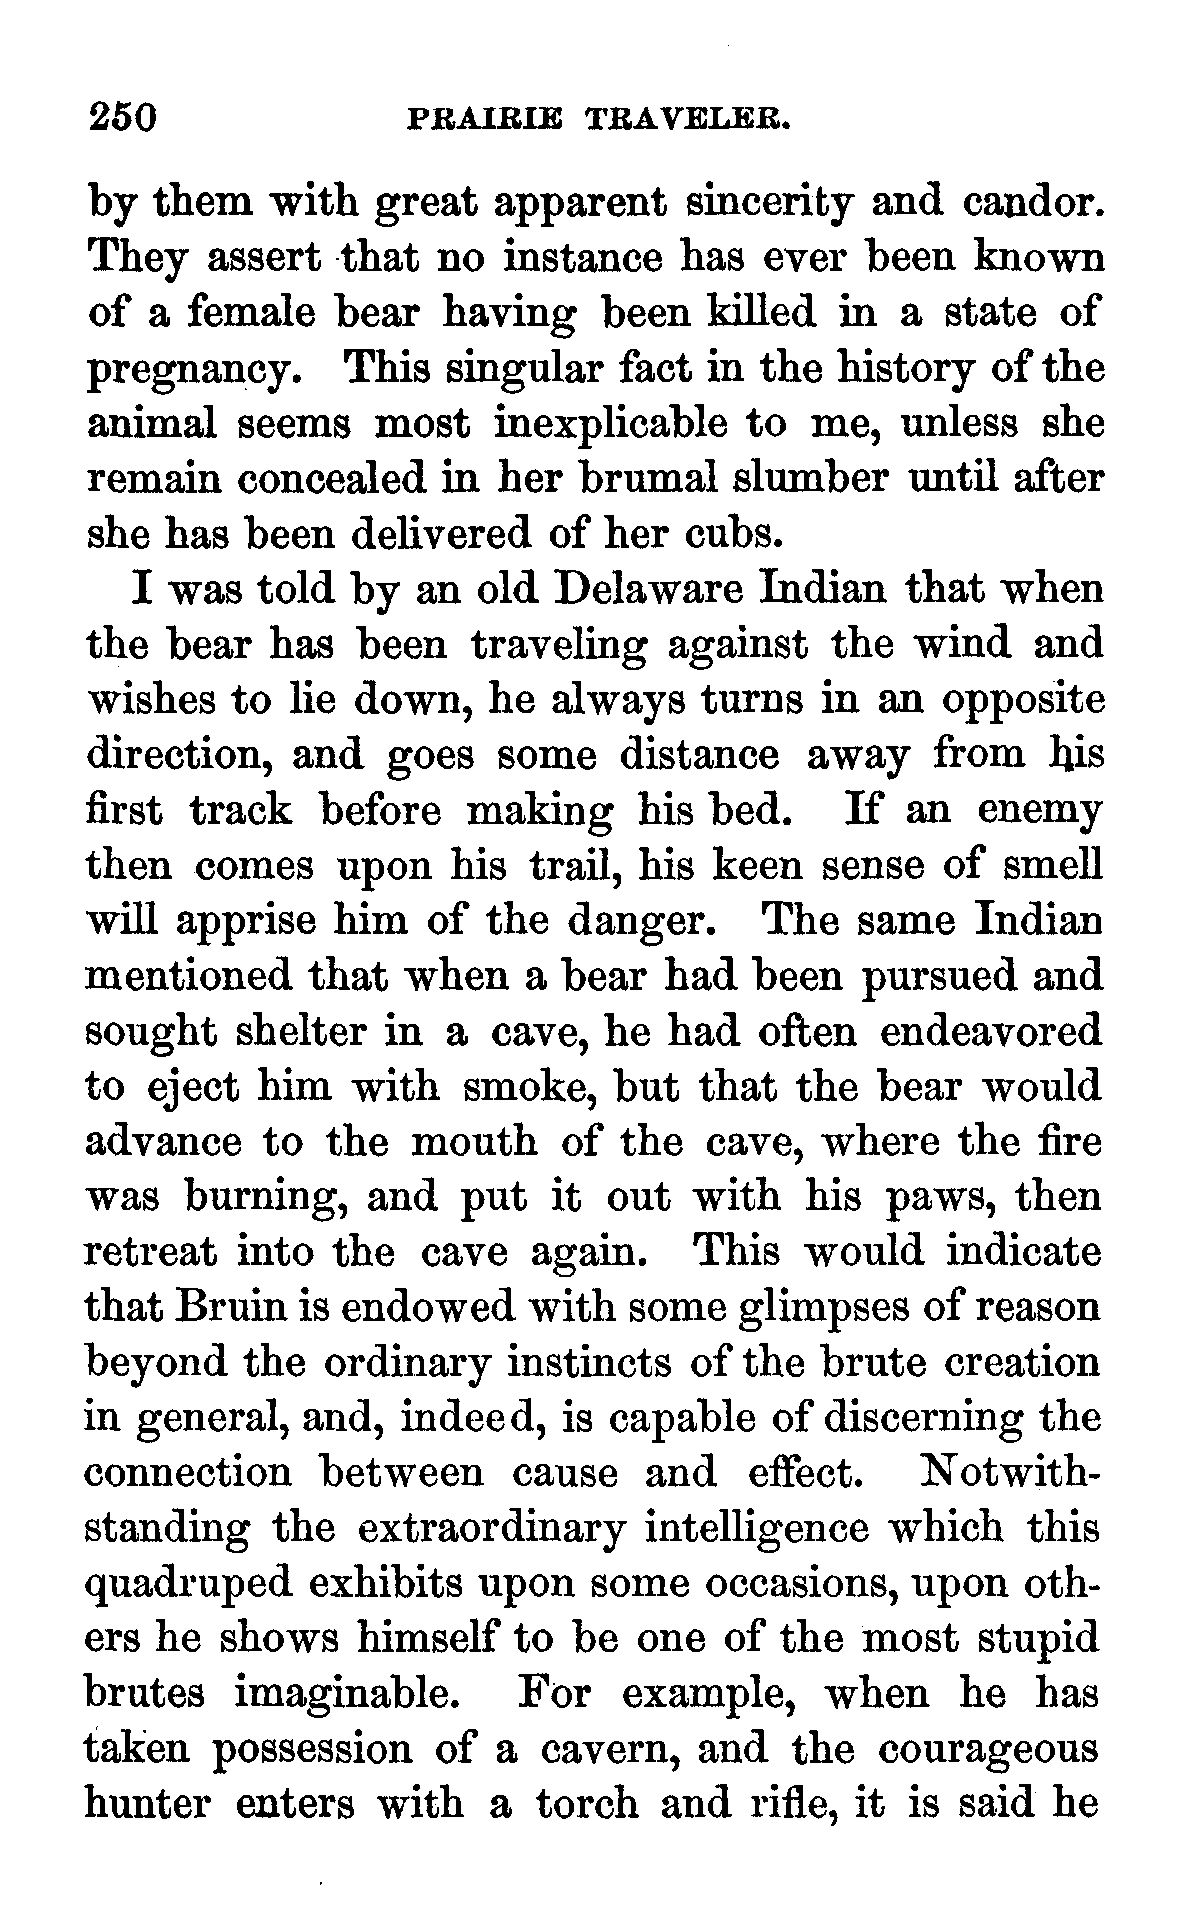 250 PRAIRIE TRAVELER.
by them with great apparent sincerity and candor.
They assert that no instance has ever been known
of a female bear having been killed in a state of
pregnancy. This singular fact in the history of the
animal seems most inexplicable to me, unless she
remain concealed in her brumal slumber until after
she has been delivered of her cubs.
I was told by an old Delaware Indian that when
the bear has been traveling against the wind and
wishes to lie down, he always turns in an opposite
direction, and goes some distance away from his
first track before making his bed. If an enemy
then comes upon his trail, his keen sense of smell
will apprise him of the danger. The same Indian
mentioned that when a bear had been pursued and
sought shelter in a cave, he had often endeavored
to eject him with smoke, but that the bear would
advance to the mouth of the cave, where the fire
was burning, and put it out with his paws, then
retreat into the cave again. This would indicate
that Bruin is endowed with some glimpses of reason
beyond the ordinary instincts of the brute creation
in general, and, indeed, is capable of discerning the
connection between cause and effect. Notwith-
standing the extraordinary intelligence which this
quadruped exhibits upon some occasions, upon oth-
ers he shows himself to be one of the most stupid
brutes imaginable. For example, when he has
taken possession of a cavern, and the courageous
hunter enters with a torch and rifle, it is said he